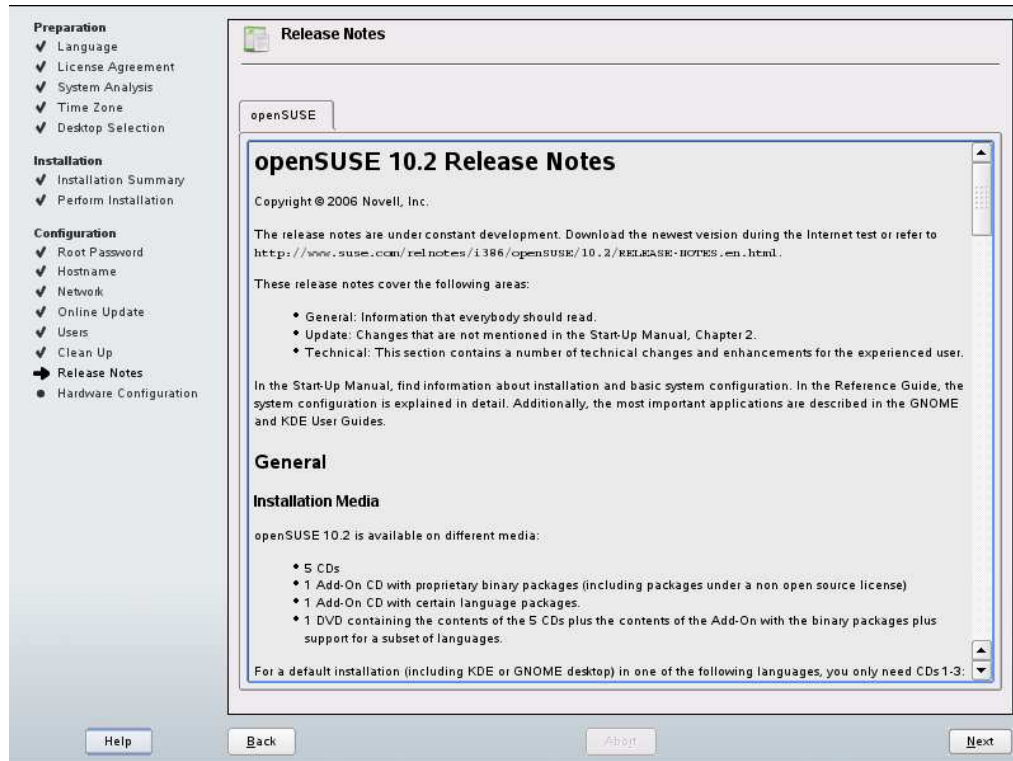 Preparation
Language
License Agreement
System Analysis
Time Zone
Desktop Selection
Installation
Installation Summary
Perform Installation
Configuration
Root Password
Hostname
Network
Online Update
Users
Clean Up
Release Notes
Hardware Configuration
Release Notes
openSUSE
openSUSE 10.2 Release Notes
Copyright © 2006 Novell, Inc.
The release notes are under constant development. Download the newest version during the Internet test or refer to
http://www.suse.com/relnotes/i386/openSUSE/10.2/RELEASE-NOTES.en.html.
These release notes cover the following areas:
• General: Information that everybody should read.
• Update: Changes that are not mentioned in the Start-Up Manual, Chapter 2.
• Technical: This section contains a number of technical changes and enhancements for the experienced user.
In the Start-Up Manual, find information about installation and basic system configuration. In the Reference Guide, the
system configuration is explained in detail. Additionally, the most important applications are described in the GNOME
and KDE User Guides.
General
Installation Media
openSUSE 10.2 is available on different media:
• 5 CDs
• 1 Add-On CD with proprietary binary packages (including packages under a non open source license)
• 1 Add-On CD with certain language packages.
• 1 DVD containing the contents of the 5 CDs plus the contents of the Add-On with the binary packages plus
support for a subset of languages.
For a default installation (including KDE or GNOME desktop) in one of the following languages, you only need CDs 1-3:
Help
Back
Abort
Next